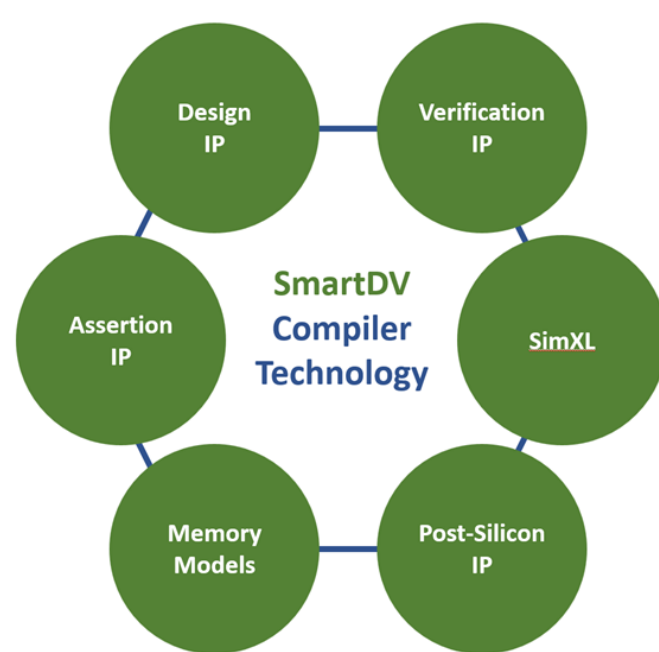 Design
IP
Verification
IP
SmartDV
Compiler
Technology
Assertion
IP
SimXL
Memory
Models
Post-Silicon
IP